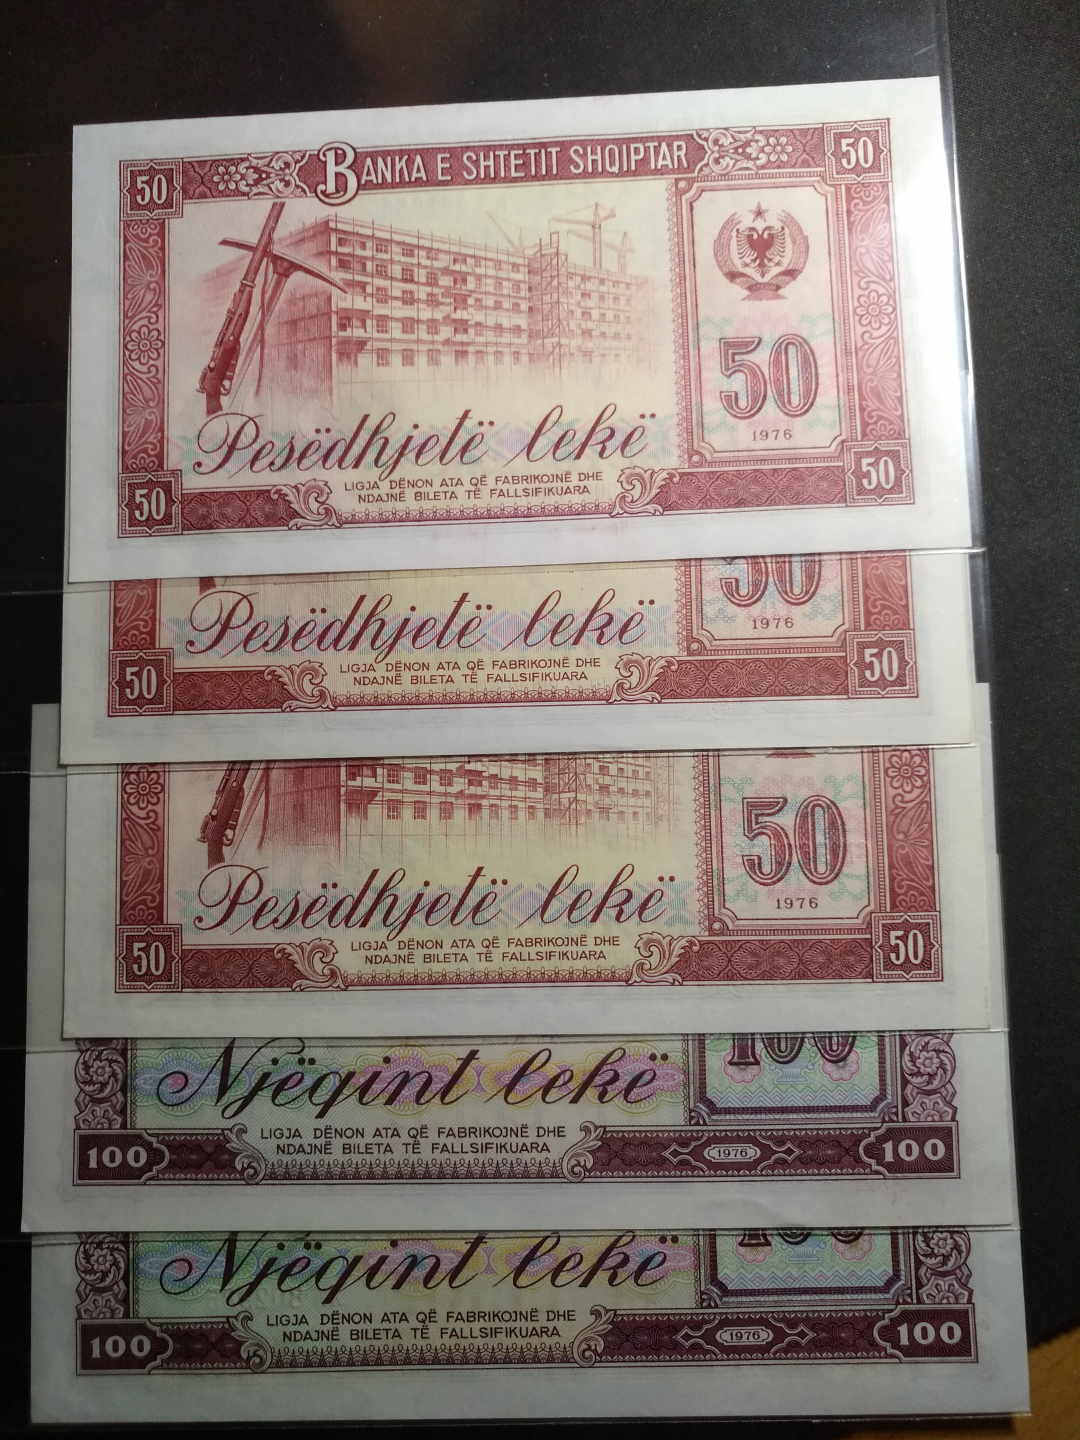 50 BANKA E SHTETIT SHQIPTAR 50
50
1976
Pesëdhjetë lekë
LIGJA DËNON ATA QË FABRIKOJNË DHE
NDAJNË BILETA TË FALLSIFIKUARA
50 50
50
1976
Pesëdhjetë lekë
LIGJA DËNON ATA QË FABRIKOJNË DHE
NDAJNË BILETA TË FALLSIFIKUARA
50 50
50
1976
Pesëdhjetë lekë
LIGJA DËNON ATA QË FABRIKOJNË DHE
NDAJNË BILETA TË FALLSIFIKUARA
50 50
100
Njëqint lekë
LIGJA DËNON ATA QË FABRIKOJNË DHE
NDAJNË BILETA TË FALLSIFIKUARA
100 1976 100
100
Njëqint lekë
LIGJA DËNON ATA QË FABRIKOJNË DHE
NDAJNË BILETA TË FALLSIFIKUARA
100 1976 100